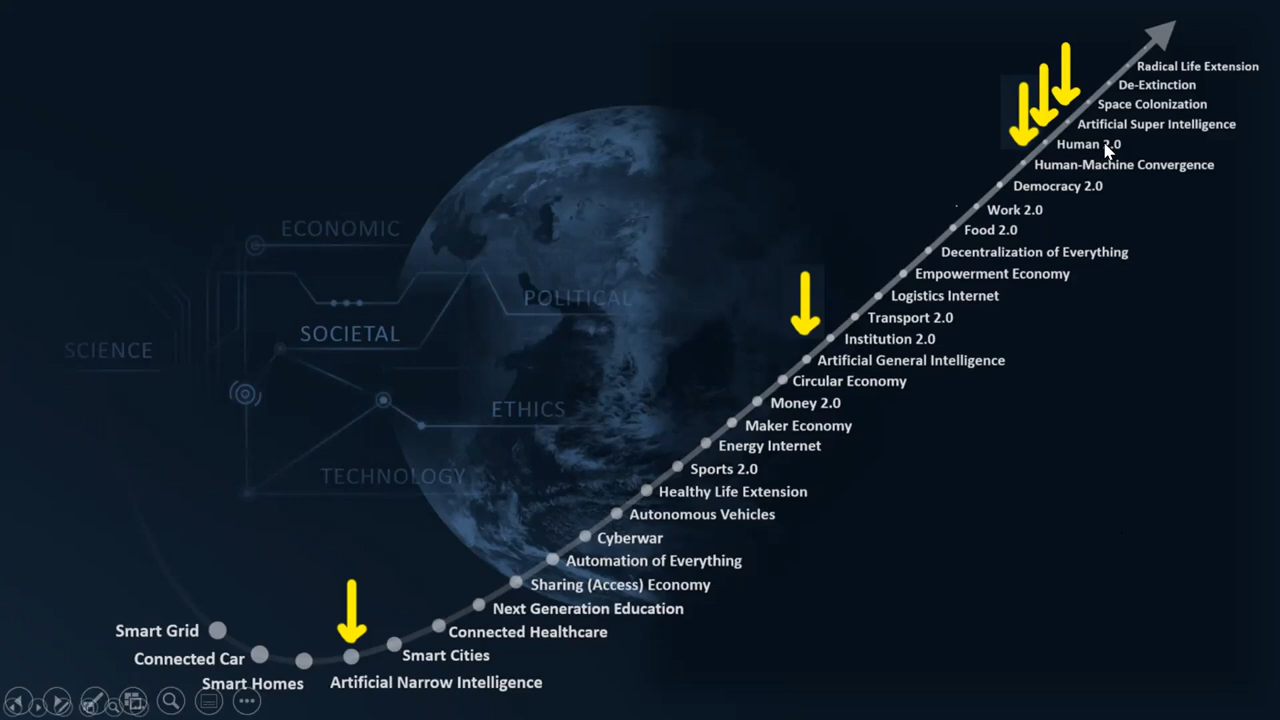 Radical Life Extension
De-Extinction
Space Colonization
Artificial Super Intelligence
Human 2.0
Human-Machine Convergence
Democracy 2.0
Work 2.0
Food 2.0
Decentralization of Everything
Empowerment Economy
Logistics Internet
Transport 2.0
Institution 2.0
Artificial General Intelligence
Circular Economy
Money 2.0
Maker Economy
Energy Internet
Sports 2.0
Healthy Life Extension
Autonomous Vehicles
Cyberwar
Automation of Everything
Sharing (Access) Economy
Next Generation Education
Connected Healthcare
Smart Cities
Artificial Narrow Intelligence
Smart Homes
Connected Car
Smart Grid
ECONOMIC
POLITICAL
SOCIETAL
SCIENCE
ETHICS
TECHNOLOGY